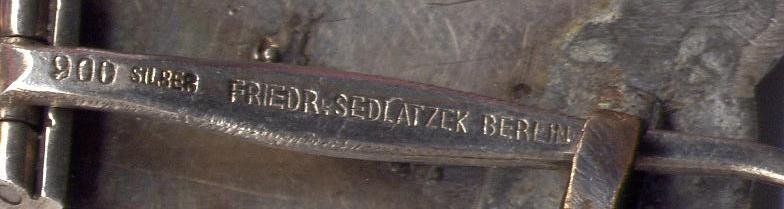 900 SILBER FRIEDR. SEDLATZEK BERLIN